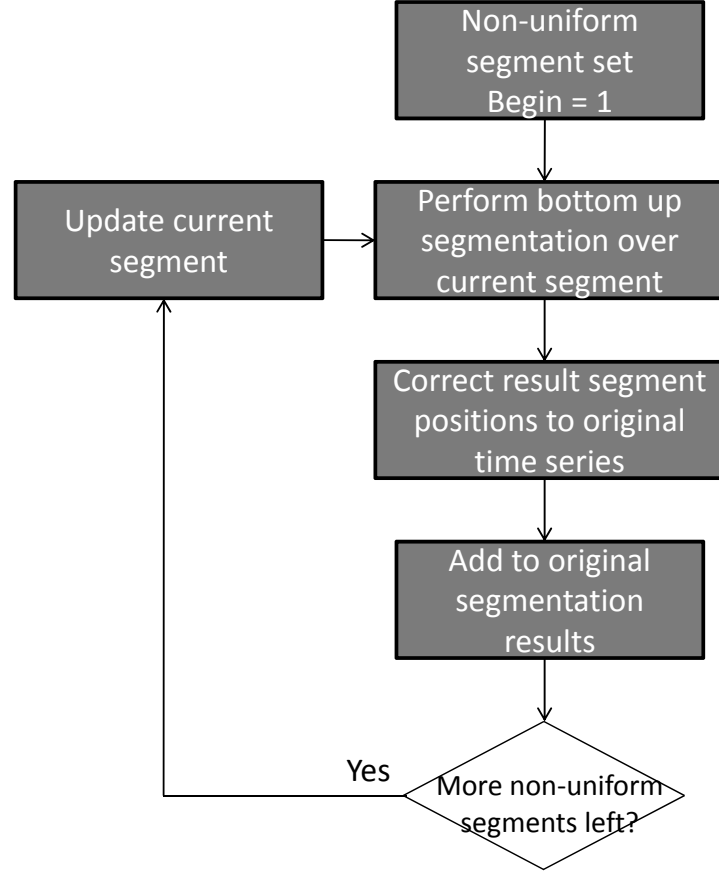 Non-uniform
segment set
Begin = 1
Update current
segment
Perform bottom up
segmentation over
current segment
Correct result segment
positions to original
time series
Add to original
segmentation
results
Yes
More non-uniform
segments left?